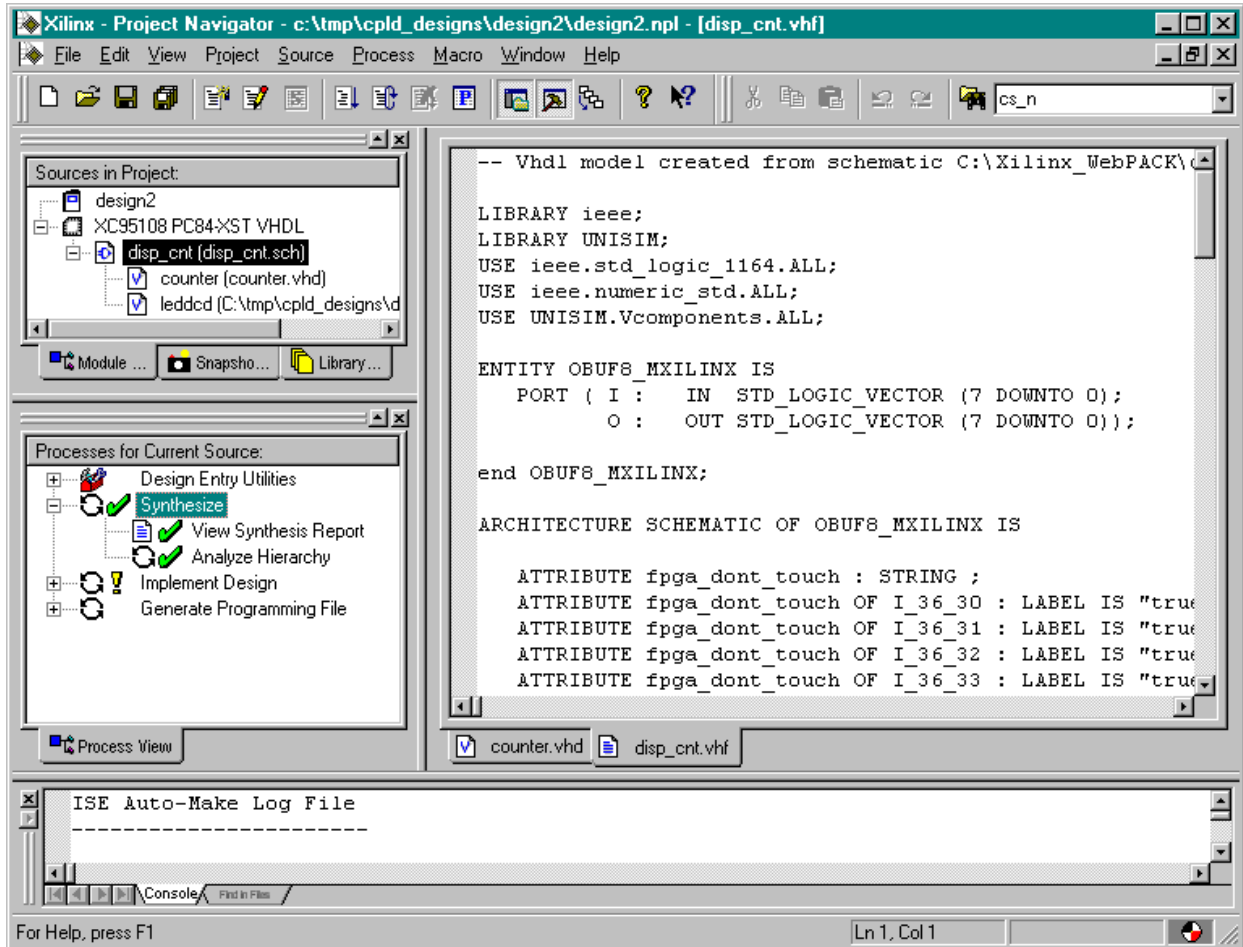 Xilinx - Project Navigator - c:\tmp\cpld_designs\design2\design2.npl - [disp_cnt.vhf]
File Edit View Project Source Process Macro Window Help
cs_n
Sources in Project:
design2
XC95108 PC84-XST VHDL
disp_cnt (disp_cnt.sch)
counter (counter.vhd)
leddcd (C:\tmp\cpld_designs\d
Module ... Snapsho... Library...
Processes for Current Source:
Design Entry Utilities
Synthesize
View Synthesis Report
Analyze Hierarchy
Implement Design
Generate Programming File
Process View
-- Vhdl model created from schematic C:\Xilinx_WebPACK\
LIBRARY ieee;
LIBRARY UNISIM;
USE ieee.std_logic_1164.ALL;
USE ieee.numeric_std.ALL;
USE UNISIM.Vcomponents.ALL;
ENTITY OBUF8_MXILINX IS
PORT ( I : IN STD_LOGIC_VECTOR (7 DOWNTO 0);
O : OUT STD_LOGIC_VECTOR (7 DOWNTO 0));
end OBUF8_MXILINX;
ARCHITECTURE SCHEMATIC OF OBUF8_MXILINX IS
ATTRIBUTE fpga_dont_touch : STRING ;
ATTRIBUTE fpga_dont_touch OF I_36_30 : LABEL IS "true
ATTRIBUTE fpga_dont_touch OF I_36_31 : LABEL IS "true
ATTRIBUTE fpga_dont_touch OF I_36_32 : LABEL IS "true
ATTRIBUTE fpga_dont_touch OF I_36_33 : LABEL IS "true
counter.vhd disp_cnt.vhf
ISE Auto-Make Log File
-----------------------
Console Find in Files
For Help, press F1 Ln 1, Col 1